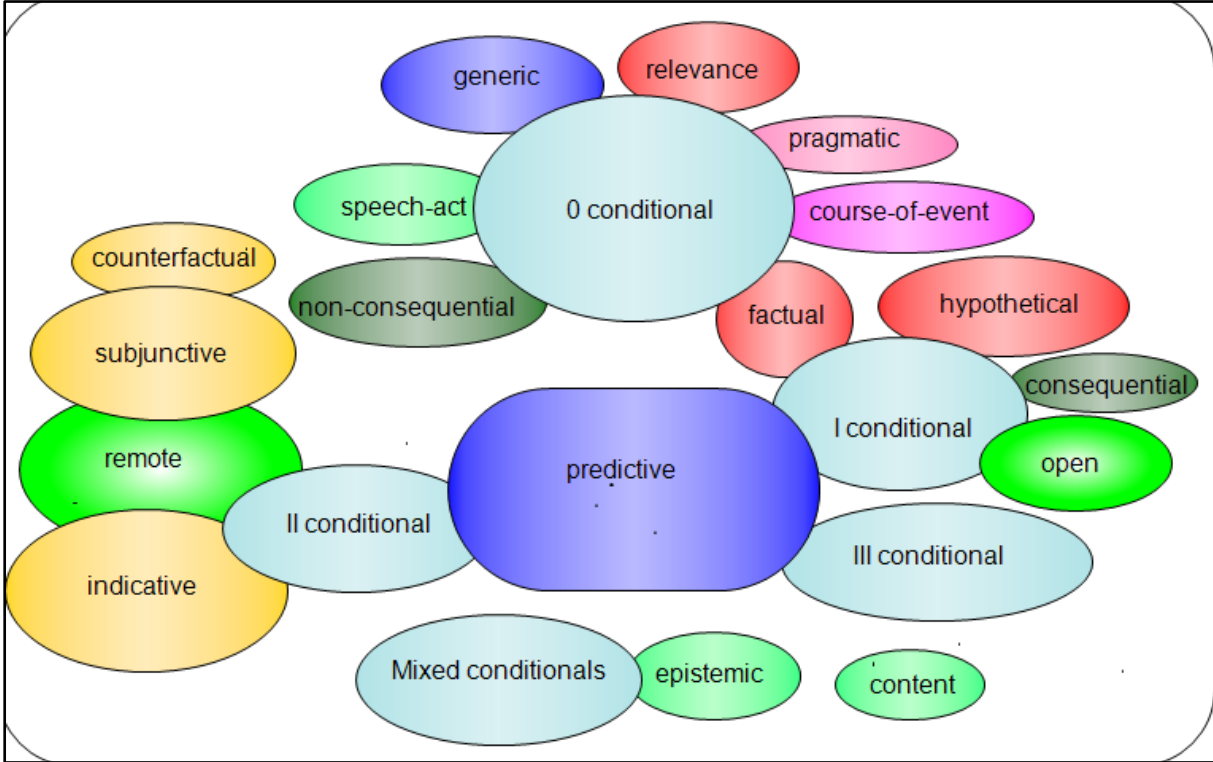 relevance
generic
pragmatic
speech-act
0 conditional
course-of-event
counterfactual
non-consequential
factual
hypothetical
subjunctive
consequential
I conditional
remote
predictive
open
II conditional
III conditional
indicative
Mixed conditionals
epistemic
content